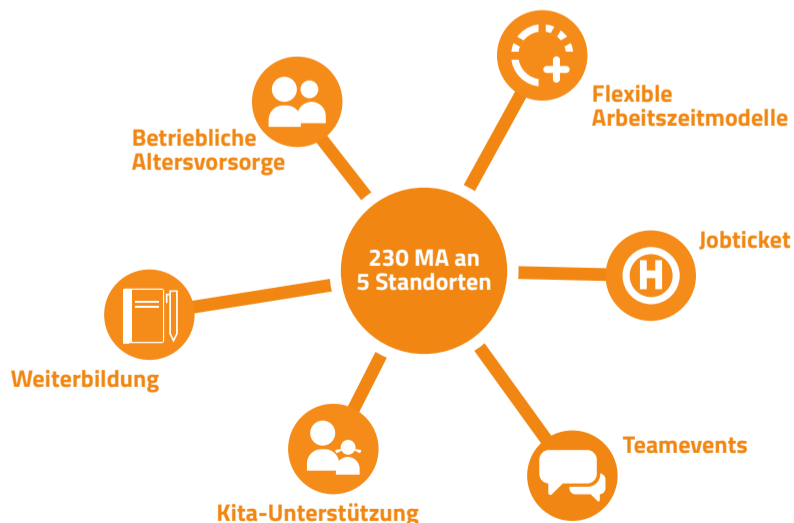 Flexible
Arbeitszeitmodelle
Betriebliche
Altersvorsorge
Jobticket
230 MA an
5 Standorten
H
Weiterbildung
Teamevents
Kita-Unterstützung